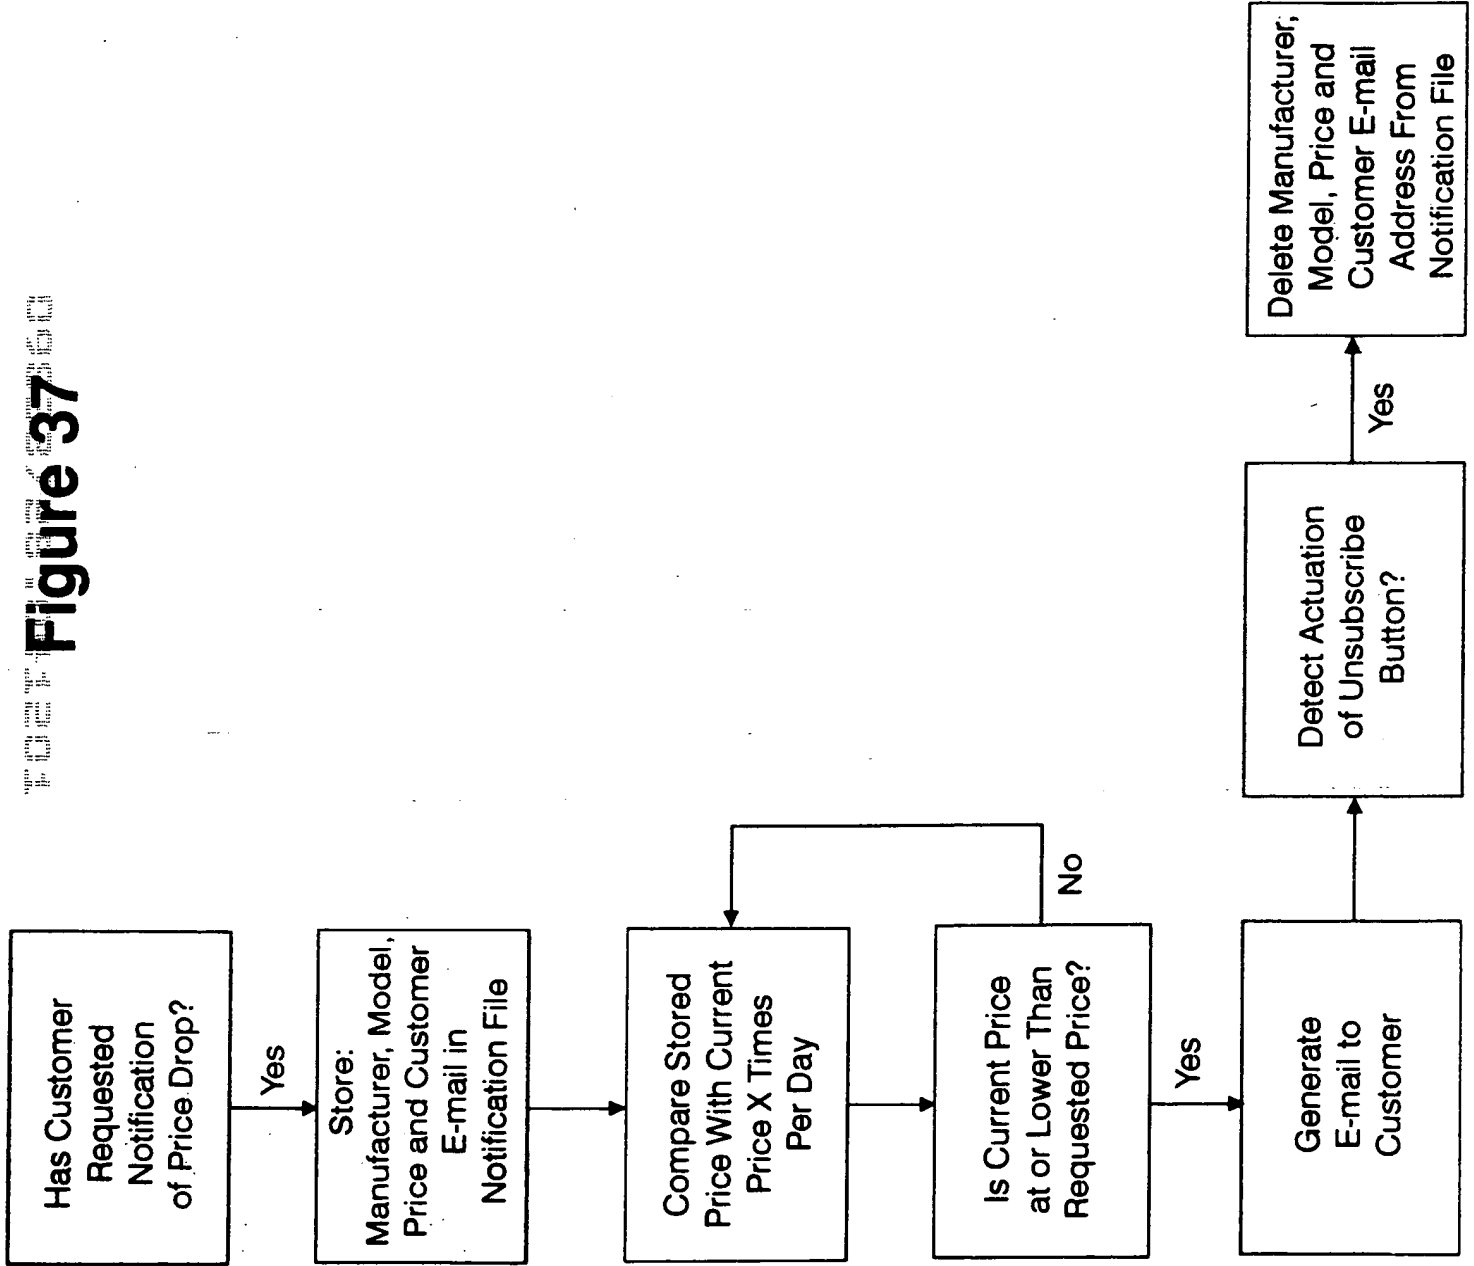 Figure 37
Has Customer
Requested
Notification
of Price Drop?
Yes
Store:
Manufacturer, Model,
Price and Customer
E-mail in
Notification File
Compare Stored
Price With Current
Price X Times
Per Day
Is Current Price
at or Lower Than
Requested Price?
No
Yes
Generate
E-mail to
Customer
Detect Actuation
of Unsubscribe
Button?
Yes
Delete Manufacturer,
Model, Price and
Customer E-mail
Address From
Notification File